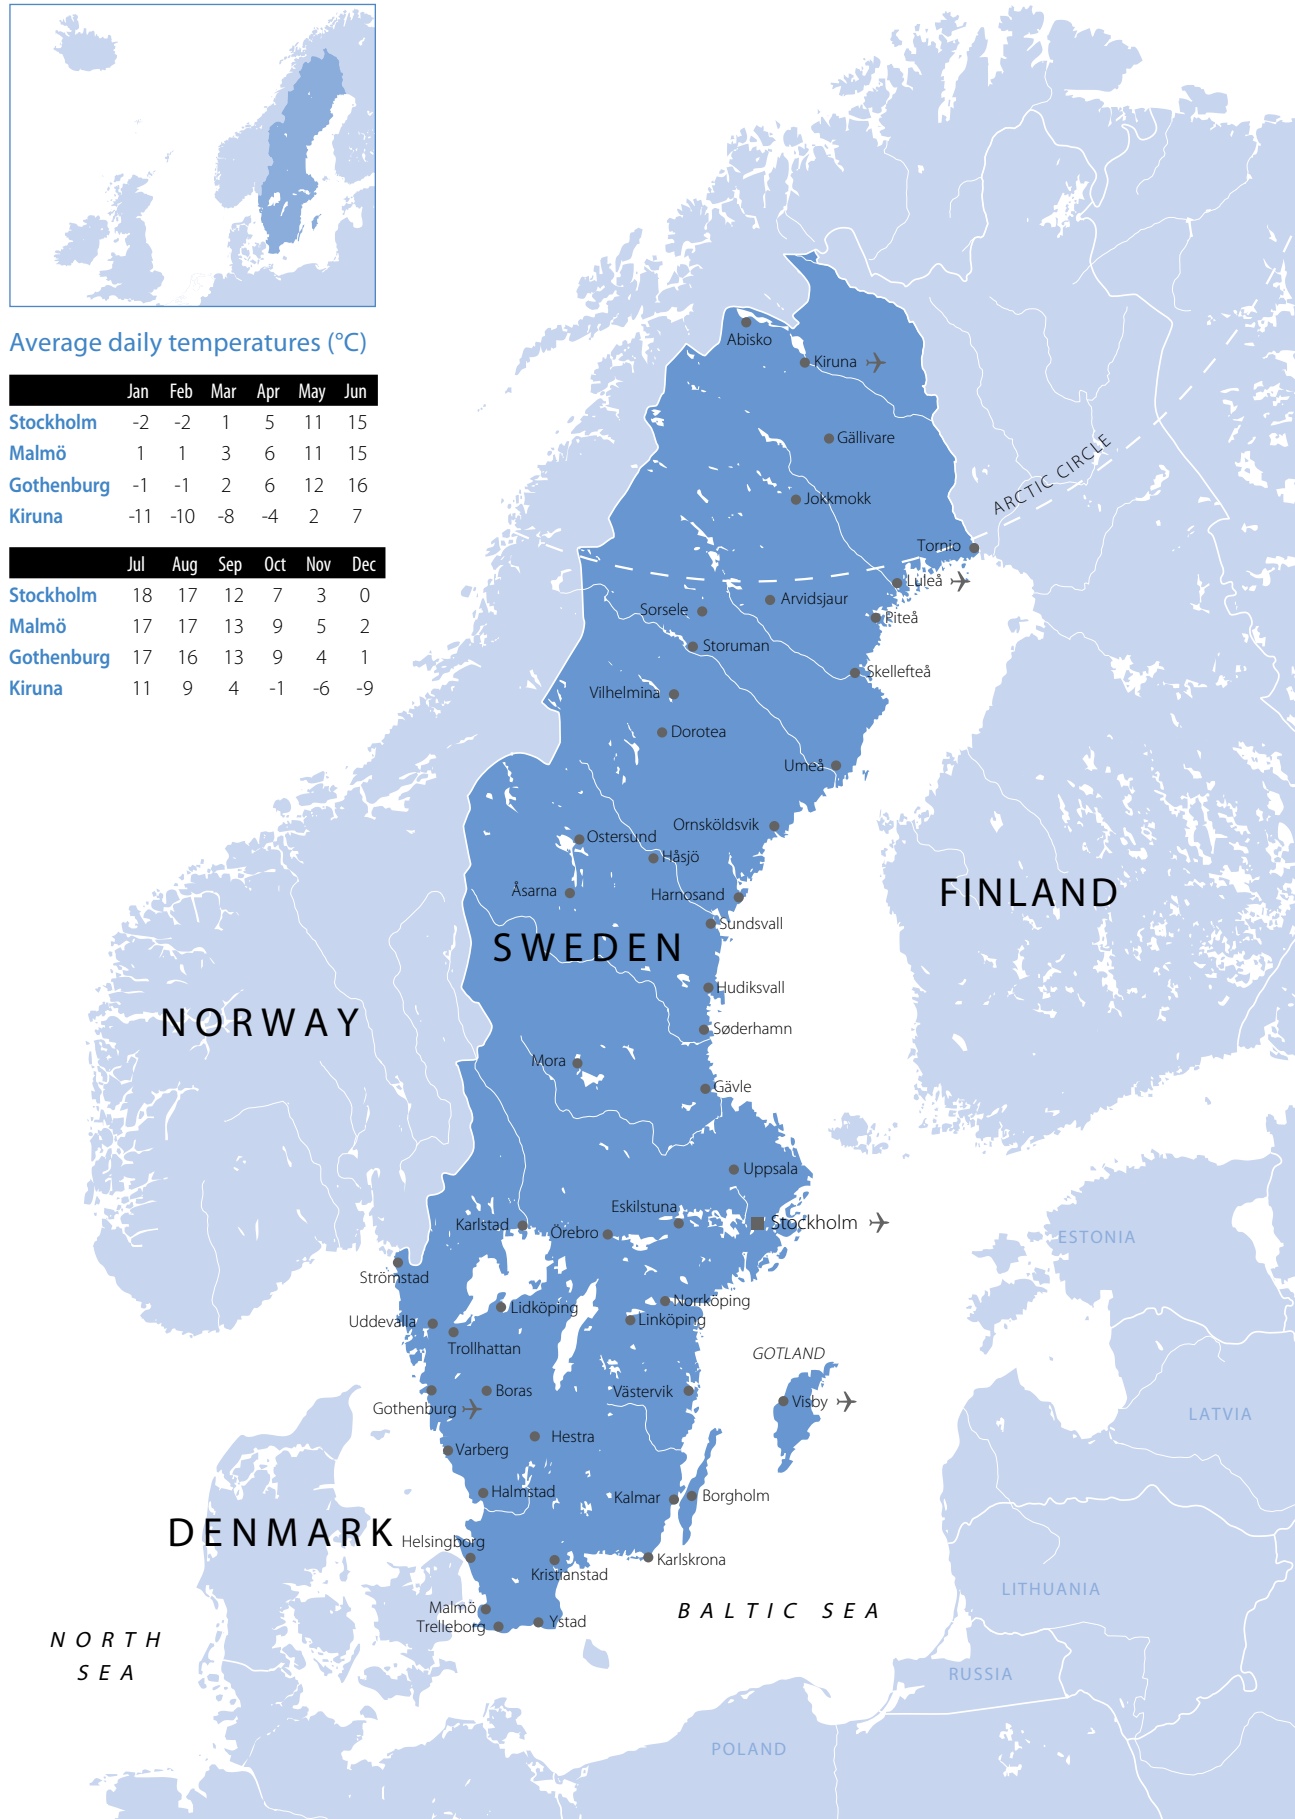 Average daily temperatures (°C)
Jan Feb Mar Apr May Jun
Stockholm -2 -2 1 5 11 15
Malmö 1 1 3 6 11 15
Gothenburg -1 -1 2 6 12 16
Kiruna -11 -10 -8 -4 2 7
Jul Aug Sep Oct Nov Dec
Stockholm 18 17 12 7 3 0
Malmö 17 17 13 9 5 2
Gothenburg 17 16 13 9 4 1
Kiruna 11 9 4 -1 -6 -9
Abisko
Kiruna
Gällivare
ARCTIC CIRCLE
Jokkmokk
Tornio
Luleå
Arvidsjaur
Sorsele
Piteå
Storuman
Skellefteå
Vilhelmina
Dorotea
Umeå
Ornsköldsvik
Ostersund
Håsjö
Åsarna
Harnosand
FINLAND
Sundsvall
SWEDEN
Hudiksvall
NORWAY
Søderhamn
Mora
Gävle
Uppsala
Eskilstuna
Stockholm
Karlstad
Örebro
ESTONIA
Strömstad
Norrköping
Lidköping
Linköping
Uddevalla
Trollhattan
GOTLAND
Boras
Västervik
Visby
Gothenburg
LATVIA
Hestra
Varberg
Halmstad
Kalmar
Borgholm
DENMARK
Helsingborg
Karlskrona
Kristianstad
LITHUANIA
Malmö
BALTIC SEA
Ystad
Trelleborg
NORTH
SEA
RUSSIA
POLAND